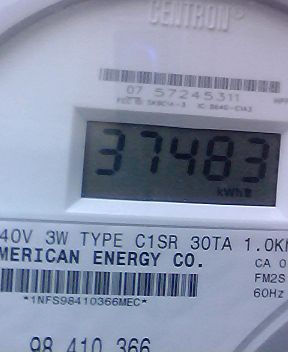 CENTRON®
07 57245311
37483
kWh
40V 3W TYPE C1SR 30TA 1.0K
MERICAN ENERGY CO.
CA 0
FM2S
60Hz
*1NFS98410366MEC*
98 410 366